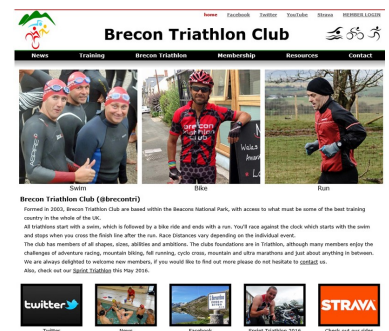 home Facebook Twitter YouTube Strava MEMBER LOGIN
Brecon Triathlon Club
News Training Brecon Triathlon Membership Resources Contact
brecon
Swim Bike Run
Brecon Triathlon Club (@brecontri)
Formed in 2003, Brecon Triathlon Club are based within the Beacons National Park, with access to what must be some of the best training
country in the whole of the UK.
All triathlons start with a swim, which is followed by a bike ride and ends with a run. You'll race against the clock which starts with the swim
and stops when you cross the finish line after the run. Race Distances vary depending on the individual event.
The club has members of all shapes, sizes, abilities and ambitions. The clubs foundations are in Triathlon, although many members enjoy the
challenges of adventure racing, mountain biking, fell running, cyclo cross, mountain and ultra marathons and just about anything in between.
We are always delighted to welcome new members, if you would like to find out more please do not hesitate to contact us.
Also, check out our Sprint Triathlon this May 2016.
twitter STRAVA
Twitter News Facebook Sprint Triathlon 2016 Check out our rides